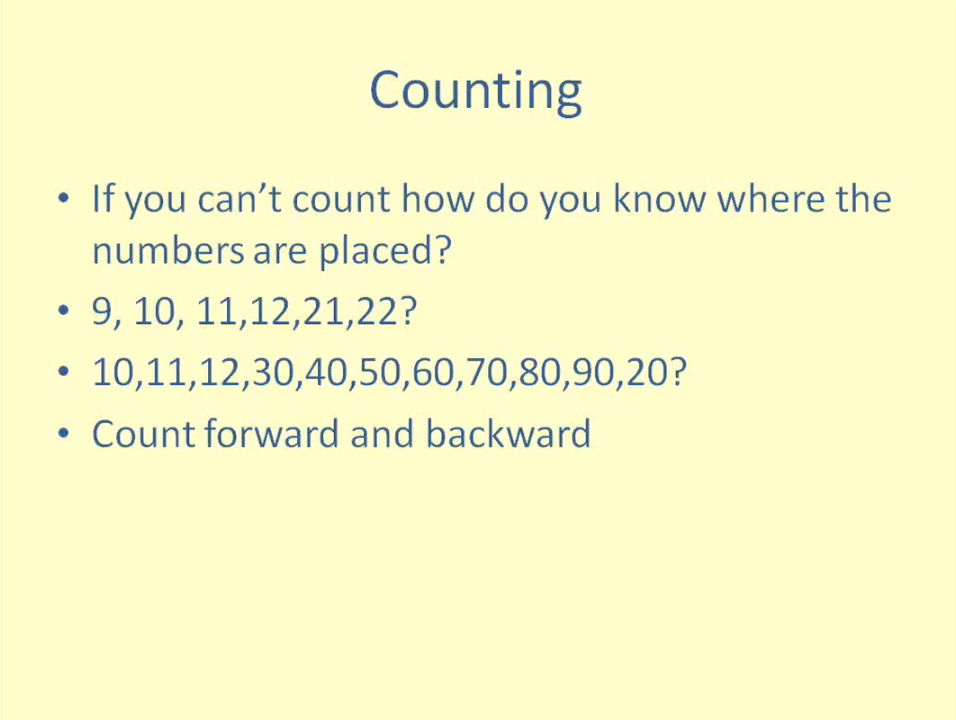 Counting
• If you can’t count how do you know where the
numbers are placed?
• 9, 10, 11,12,21,22?
• 10,11,12,30,40,50,60,70,80,90,20?
• Count forward and backward